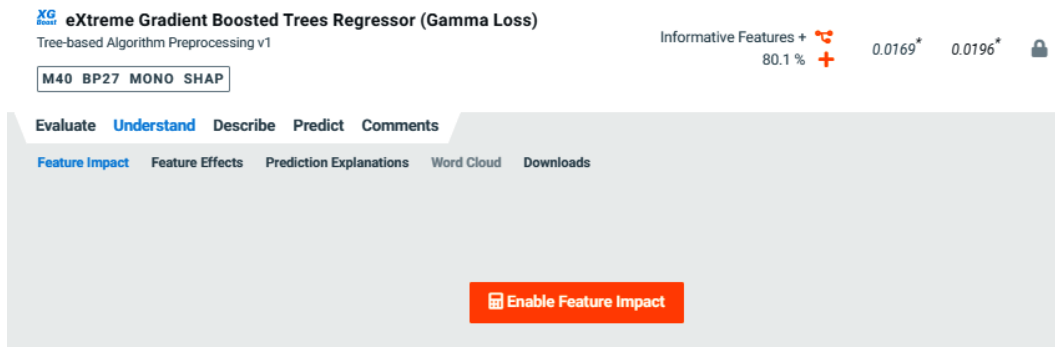 XG Boost eXtreme Gradient Boosted Trees Regressor (Gamma Loss)
Tree-based Algorithm Preprocessing v1
M40 BP27 MONO SHAP
Informative Features +
80.1 %
0.0169* 0.0196*
Evaluate Understand Describe Predict Comments
Feature Impact Feature Effects Prediction Explanations Word Cloud Downloads
Enable Feature Impact